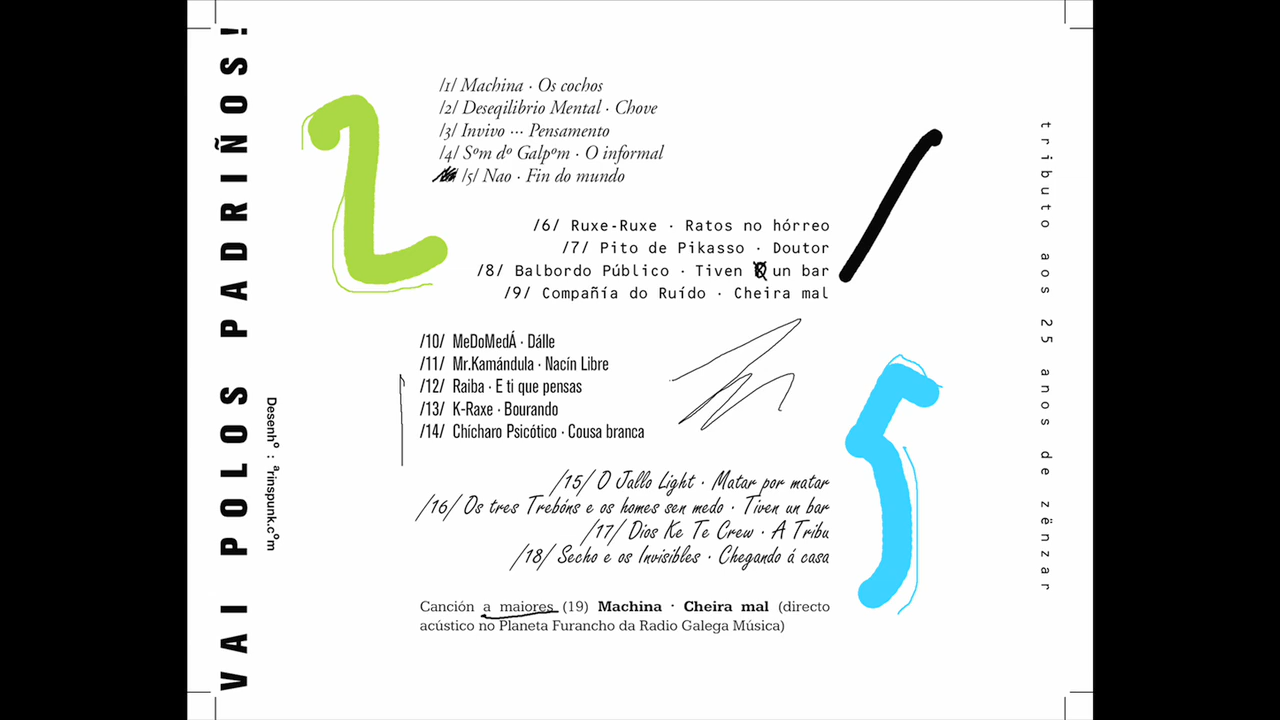 VAI POLOS PADRIÑOS!
Desenhº : ªrinspunk.cºm
2
/1/ Machina · Os cochos
/2/ Deseqilibrio Mental · Chove
/3/ Invivo ··· Pensamento
/4/ Sºm dº Galpºm · O informal
/5/ Nao · Fin do mundo
/6/ Ruxe-Ruxe · Ratos no hórreo
/7/ Pito de Pikasso · Doutor
/8/ Balbordo Público · Tiven un bar
/9/ Compañía do Ruído · Cheira mal
/
/10/ MeDoMedÁ · Dálle
/11/ Mr.Kamándula · Nacín Libre
/12/ Raiba · E ti que pensas
/13/ K-Raxe · Bourando
/14/ Chícharo Psicótico · Cousa branca
5
/15/ O Jallo Light · Matar por matar
/16/ Os tres Trebóns e os homes sen medo · Tiven un bar
/17/ Dios Ke Te Crew · A Tribu
/18/ Secho e os Invisibles · Chegando á casa
Canción a maiores (19) Machina · Cheira mal (directo
acústico no Planeta Furancho da Radio Galega Música)
tributo aos 25 anos de zënzar